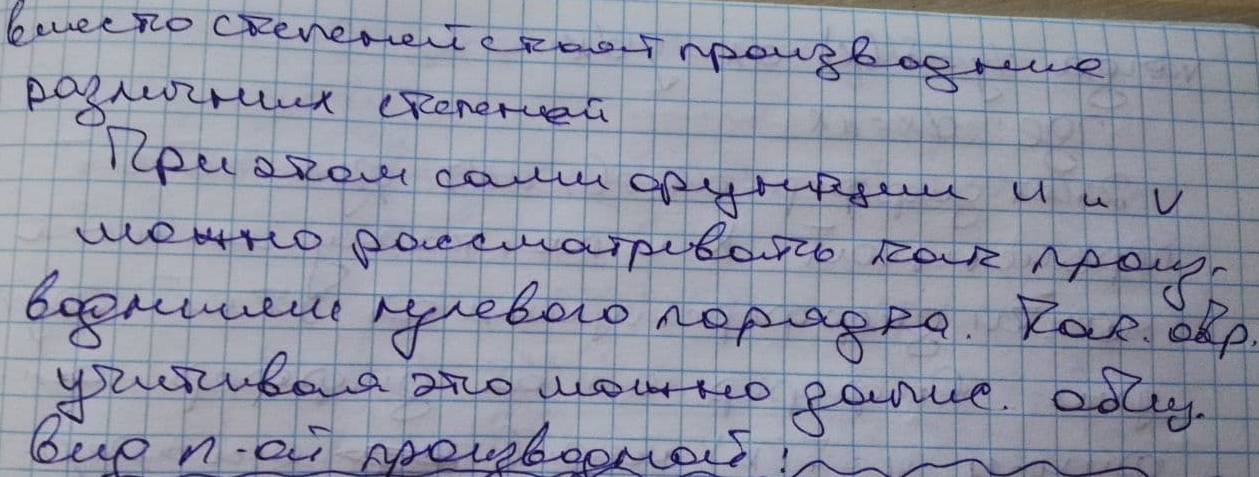 вместо степеней стоят производные
различных степеней
При этом сами функции u и v
можно рассматривать как произ-
водными нулевого порядка. Так. обр.
учитывая это можно запис. общ.
вид n-ой производной: